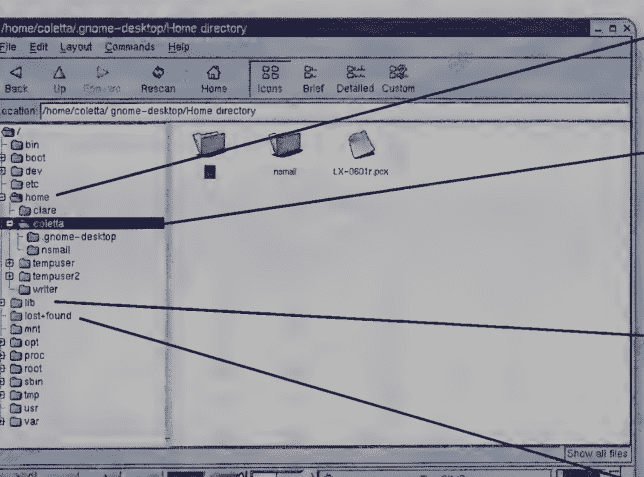 /home/coletta/.gnome-desktop/Home directory
File Edit Layout Commands Help
Back Up Forward Rescan Home Icons Brief Detailed Custom
ocation: /home/coletta/.gnome-desktop/Home directory
/
bin
boot
dev
etc
home
clare
coletta
.gnome-desktop
nsmail
tempuser
tempuser2
writer
lib
lost+found
mnt
opt
proc
root
sbin
tmp
usr
var
nsmail
LX-0601r.pcx
Show all files